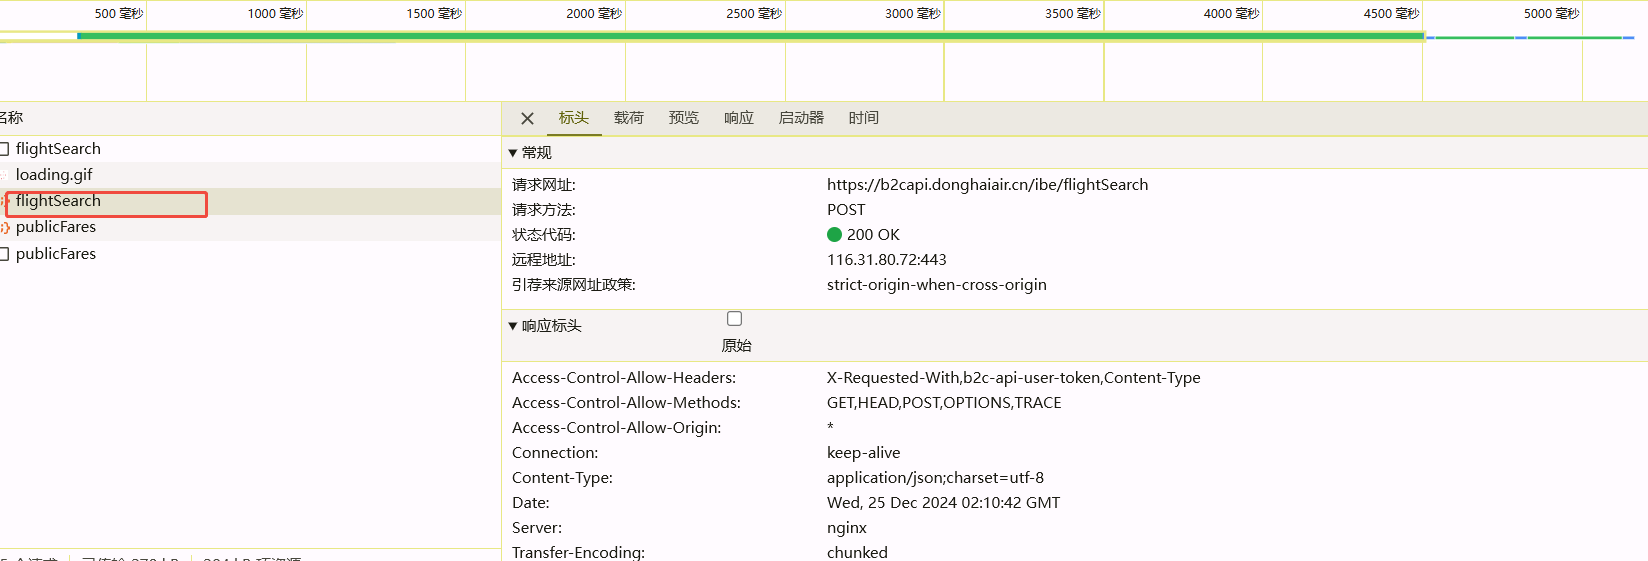 500 毫秒 1000 毫秒 1500 毫秒 2000 毫秒 2500 毫秒 3000 毫秒 3500 毫秒 4000 毫秒 4500 毫秒 5000 毫秒
名称
flightSearch
loading.gif
flightSearch
publicFares
publicFares
标头 载荷 预览 响应 启动器 时间
常规
请求网址: https://b2capi.donghaiair.cn/ibe/flightSearch
请求方法: POST
状态代码: 200 OK
远程地址: 116.31.80.72:443
引荐来源网址政策: strict-origin-when-cross-origin
响应标头
原始
Access-Control-Allow-Headers: X-Requested-With,b2c-api-user-token,Content-Type
Access-Control-Allow-Methods: GET,HEAD,POST,OPTIONS,TRACE
Access-Control-Allow-Origin: *
Connection: keep-alive
Content-Type: application/json;charset=utf-8
Date: Wed, 25 Dec 2024 02:10:42 GMT
Server: nginx
Transfer-Encoding: chunked